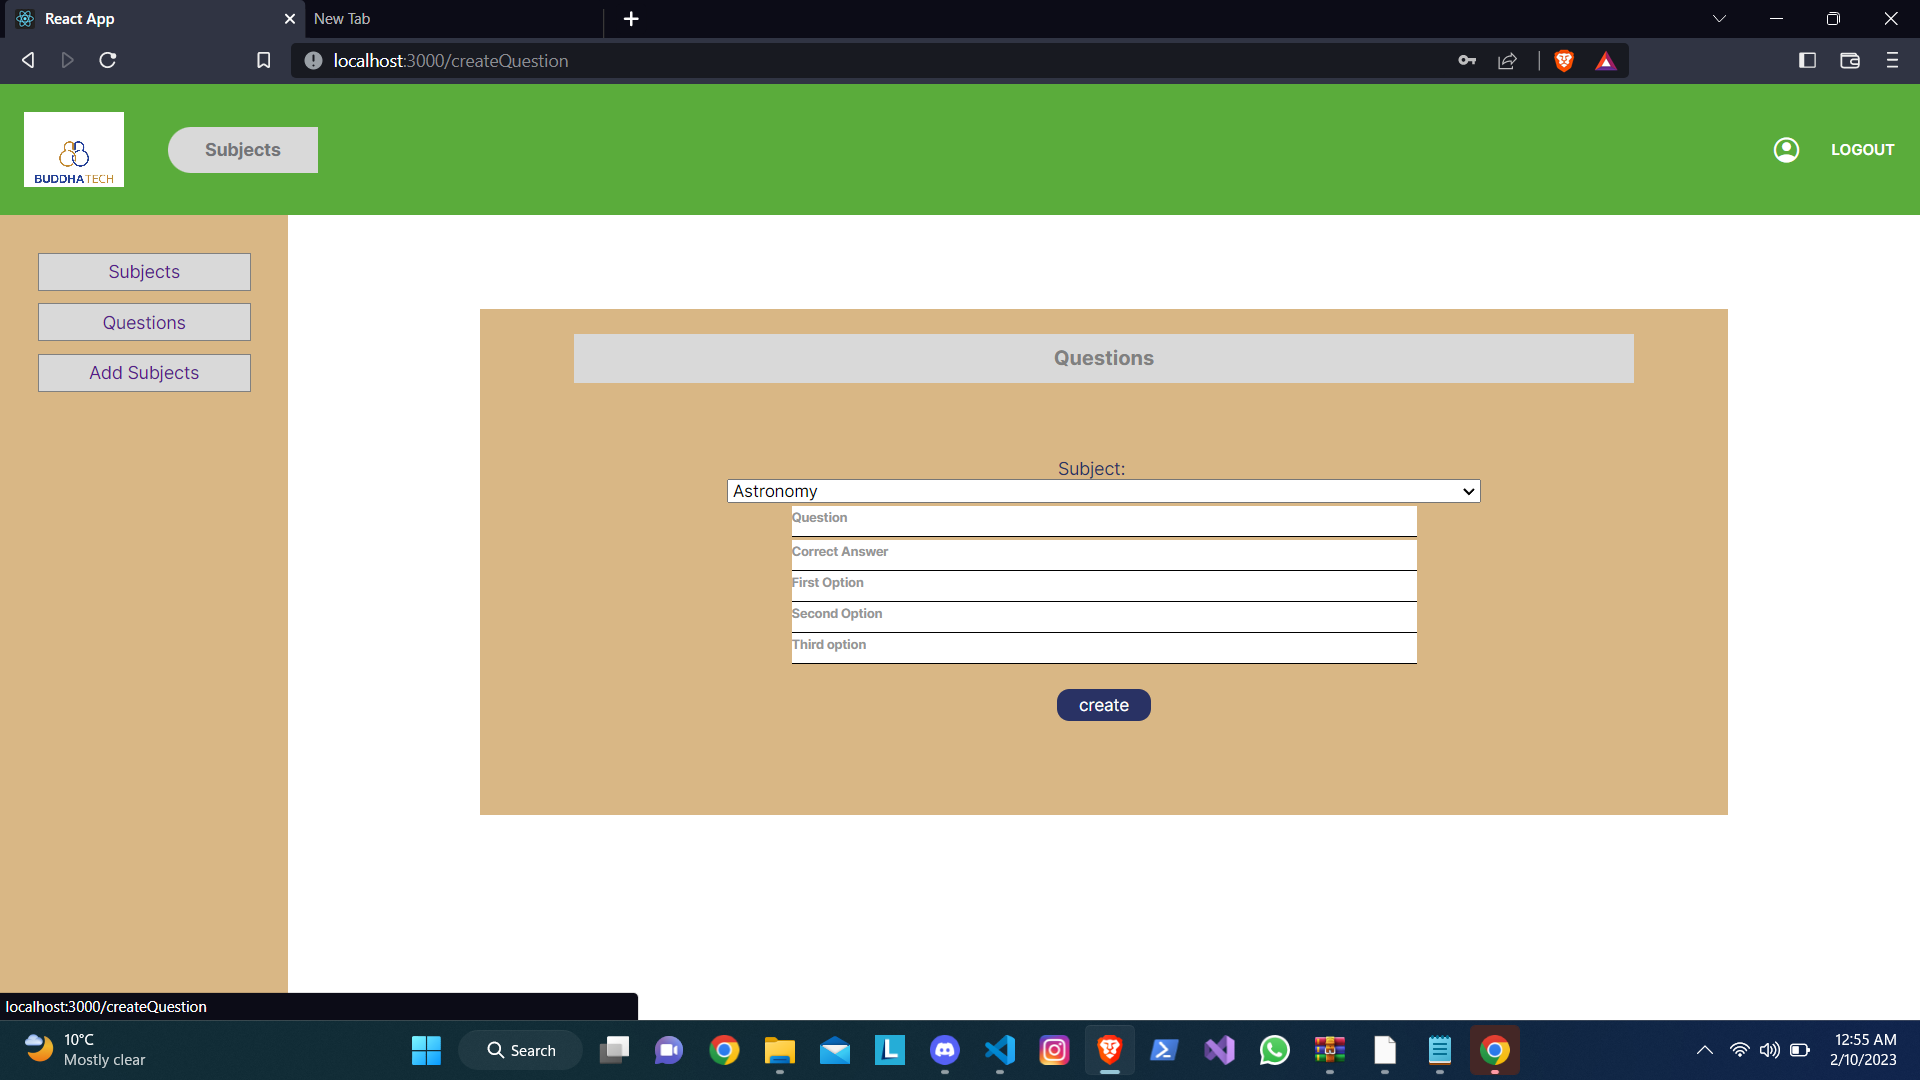 React App
New Tab
localhost:3000/createQuestion
BUDDHATECH
Subjects
LOGOUT
Subjects
Questions
Add Subjects
Questions
Subject:
Astronomy
Question
Correct Answer
First Option
Second Option
Third option
create
localhost:3000/createQuestion
10°C
Mostly clear
Search
L
12:55 AM
2/10/2023